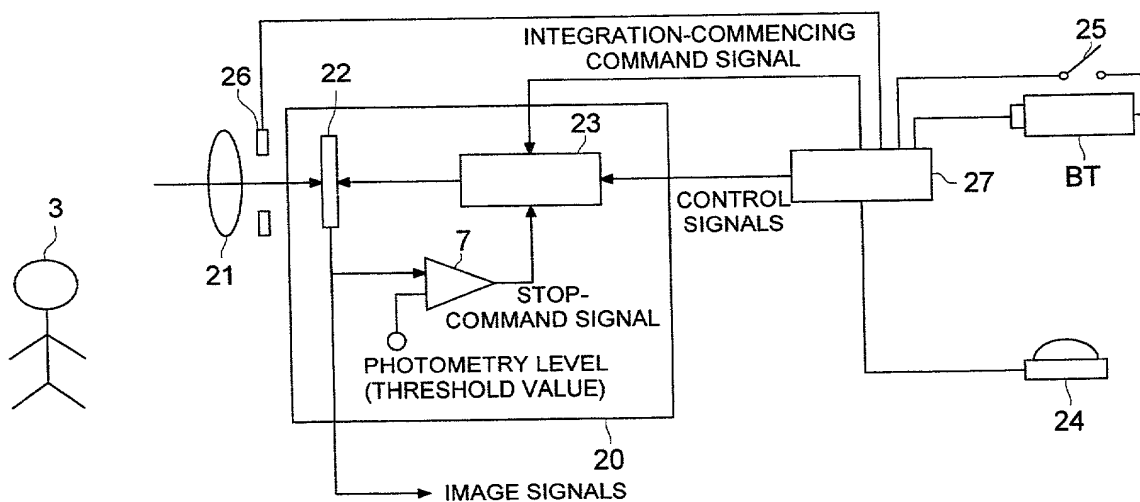 INTEGRATION-COMMENCING
COMMAND SIGNAL
25
26
22
23
BT
27
CONTROL
SIGNALS
3
21
7
STOP-
COMMAND SIGNAL
PHOTOMETRY LEVEL
(THRESHOLD VALUE)
24
20
IMAGE SIGNALS